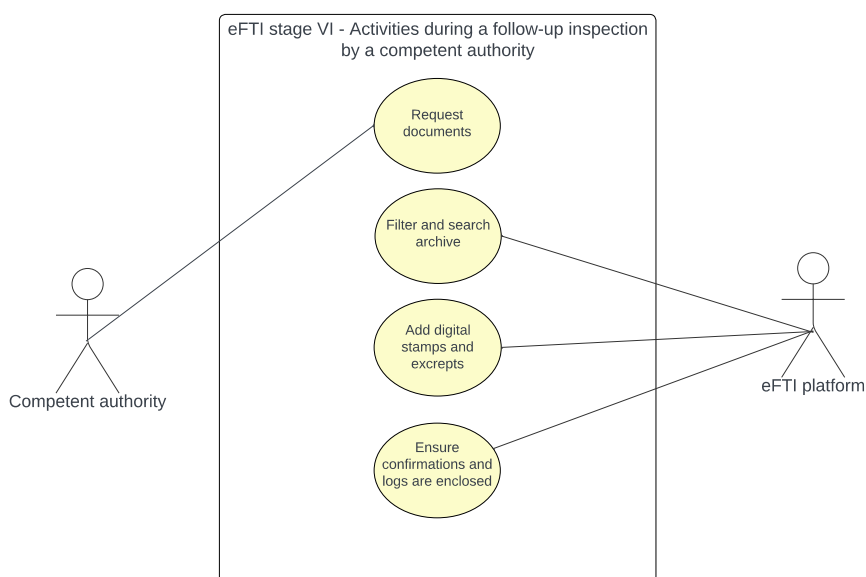 eFTI stage VI - Activities during a follow-up inspection
by a competent authority
Request
documents
Filter and search
archive
Add digital
stamps and
excrepts
Ensure
confirmations and
logs are enclosed
Competent authority
eFTI platform